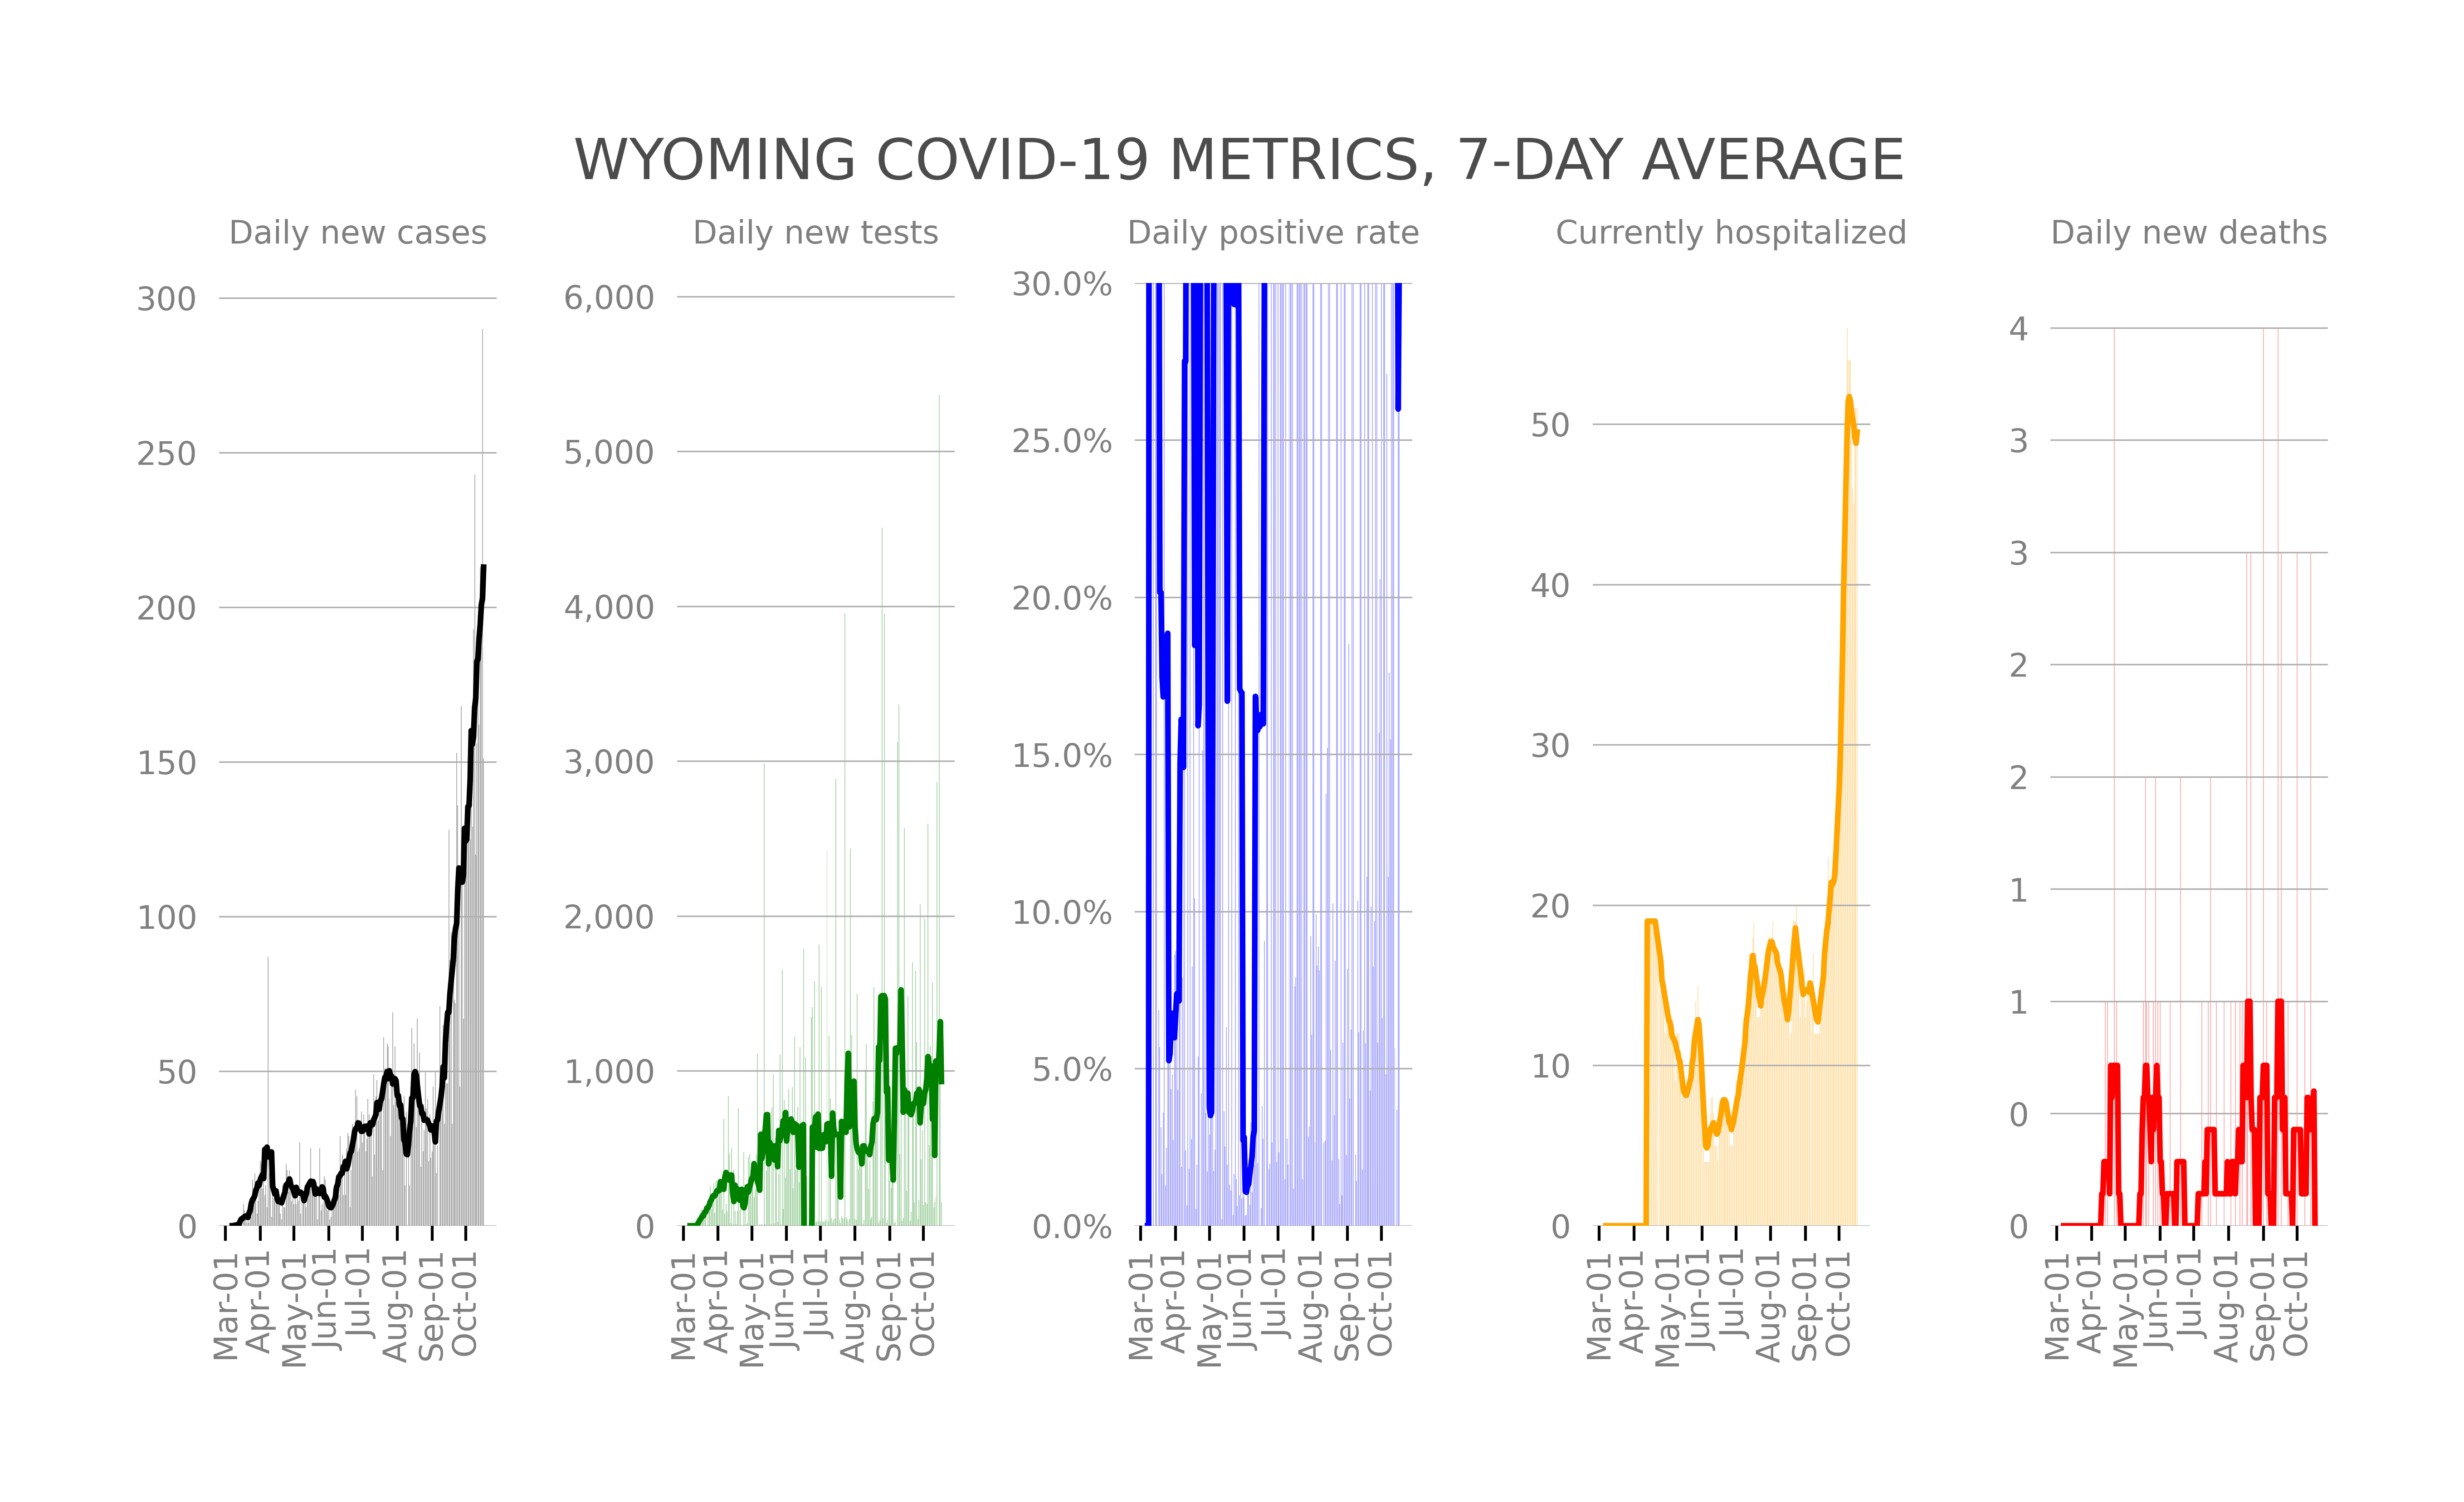 WYOMING COVID-19 METRICS, 7-DAY AVERAGE
Daily new cases
300
250
200
150
100
50
0
Mar-01
Apr-01
May-01
Jun-01
Jul-01
Aug-01
Sep-01
Oct-01
Daily new tests
6,000
5,000
4,000
3,000
2,000
1,000
0
Mar-01
Apr-01
May-01
Jun-01
Jul-01
Aug-01
Sep-01
Oct-01
Daily positive rate
30.0%
25.0%
20.0%
15.0%
10.0%
5.0%
0.0%
Mar-01
Apr-01
May-01
Jun-01
Jul-01
Aug-01
Sep-01
Oct-01
Currently hospitalized
50
40
30
20
10
0
Mar-01
Apr-01
May-01
Jun-01
Jul-01
Aug-01
Sep-01
Oct-01
Daily new deaths
4
3
3
2
2
1
1
0
0
Mar-01
Apr-01
May-01
Jun-01
Jul-01
Aug-01
Sep-01
Oct-01